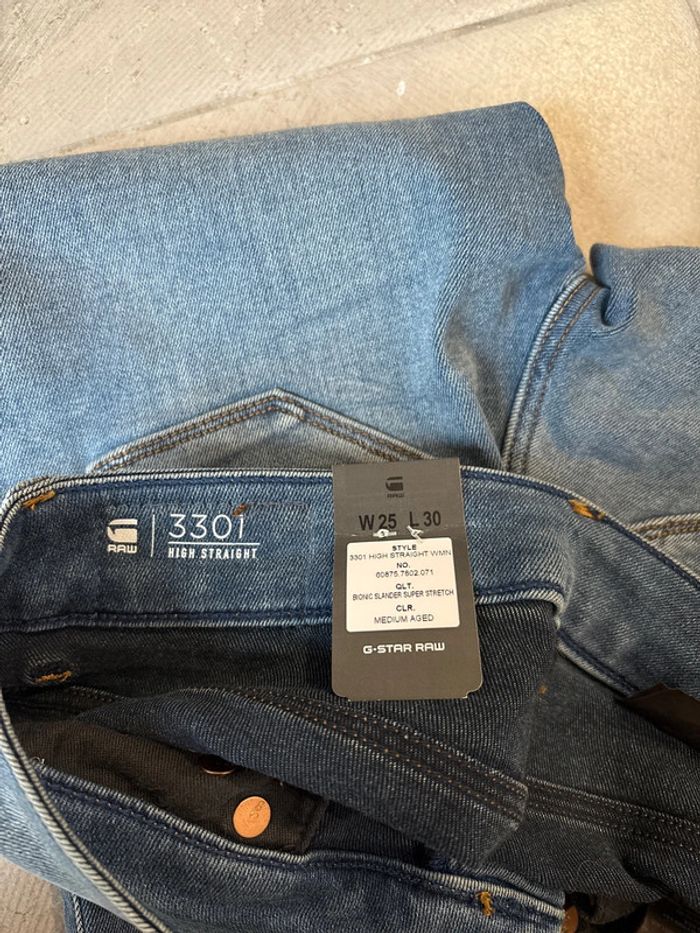 RAW
3301
HIGH STRAIGHT
RAW
W 25 L 30
STYLE
3301 HIGH STRAIGHT WMN
NO.
60875.7602.071
QLT.
BIONIC SLANDER SUPER STRETCH
CLR.
MEDIUM AGED
G-STAR RAW